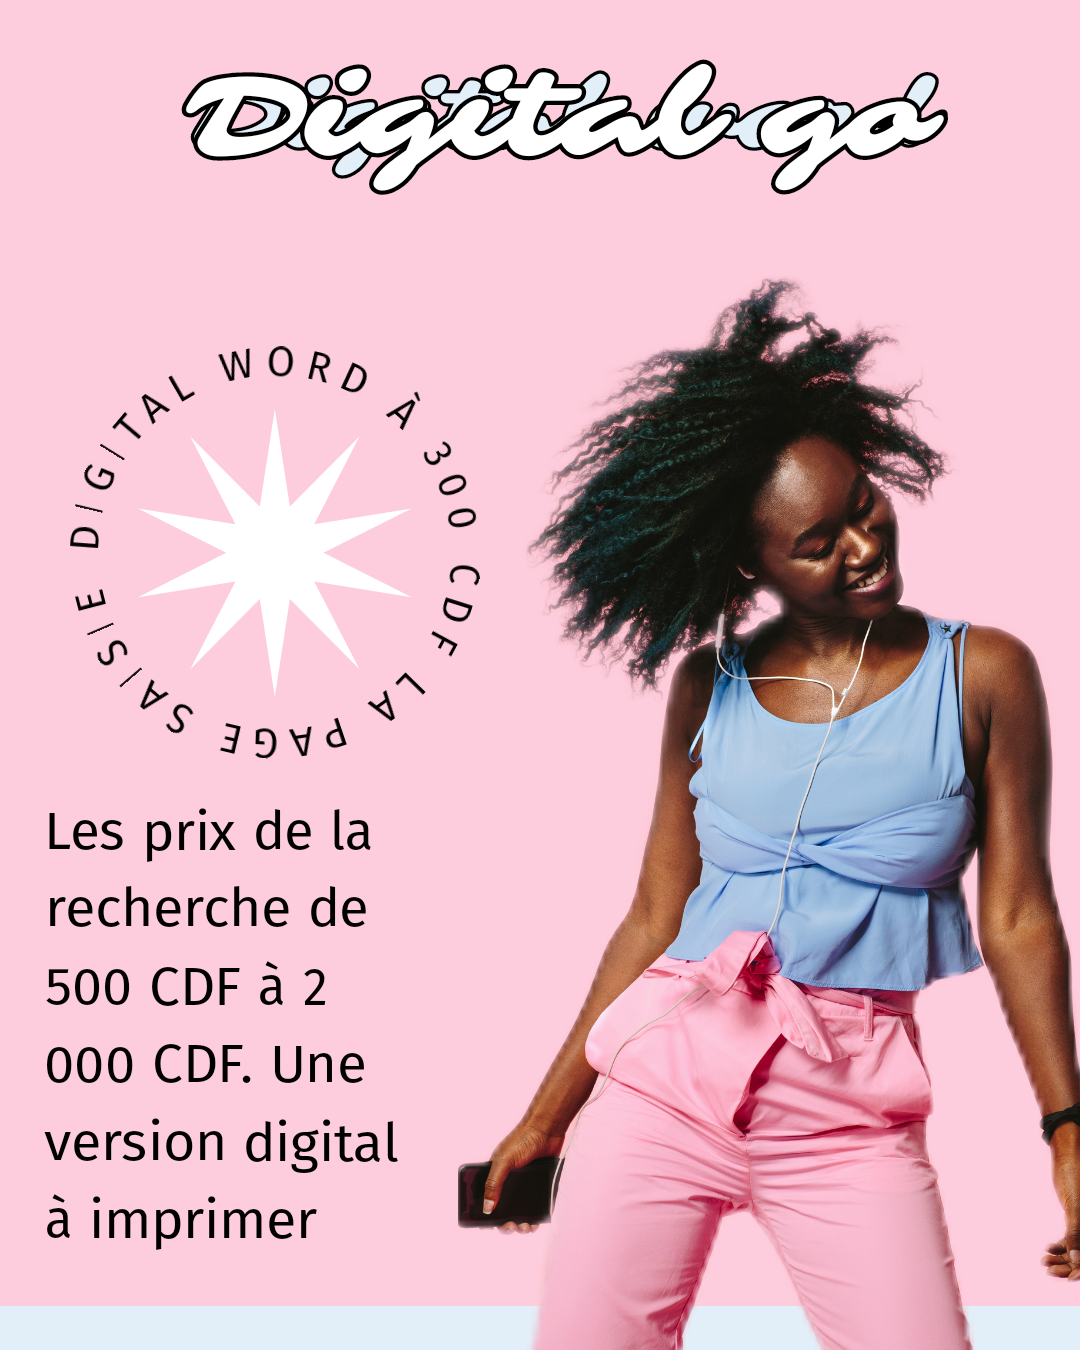 Digital go
SAISIE DIGITAL WORD À 300 CDF LA PAGE
Les prix de la
recherche de
500 CDF à 2
000 CDF. Une
version digital
à imprimer